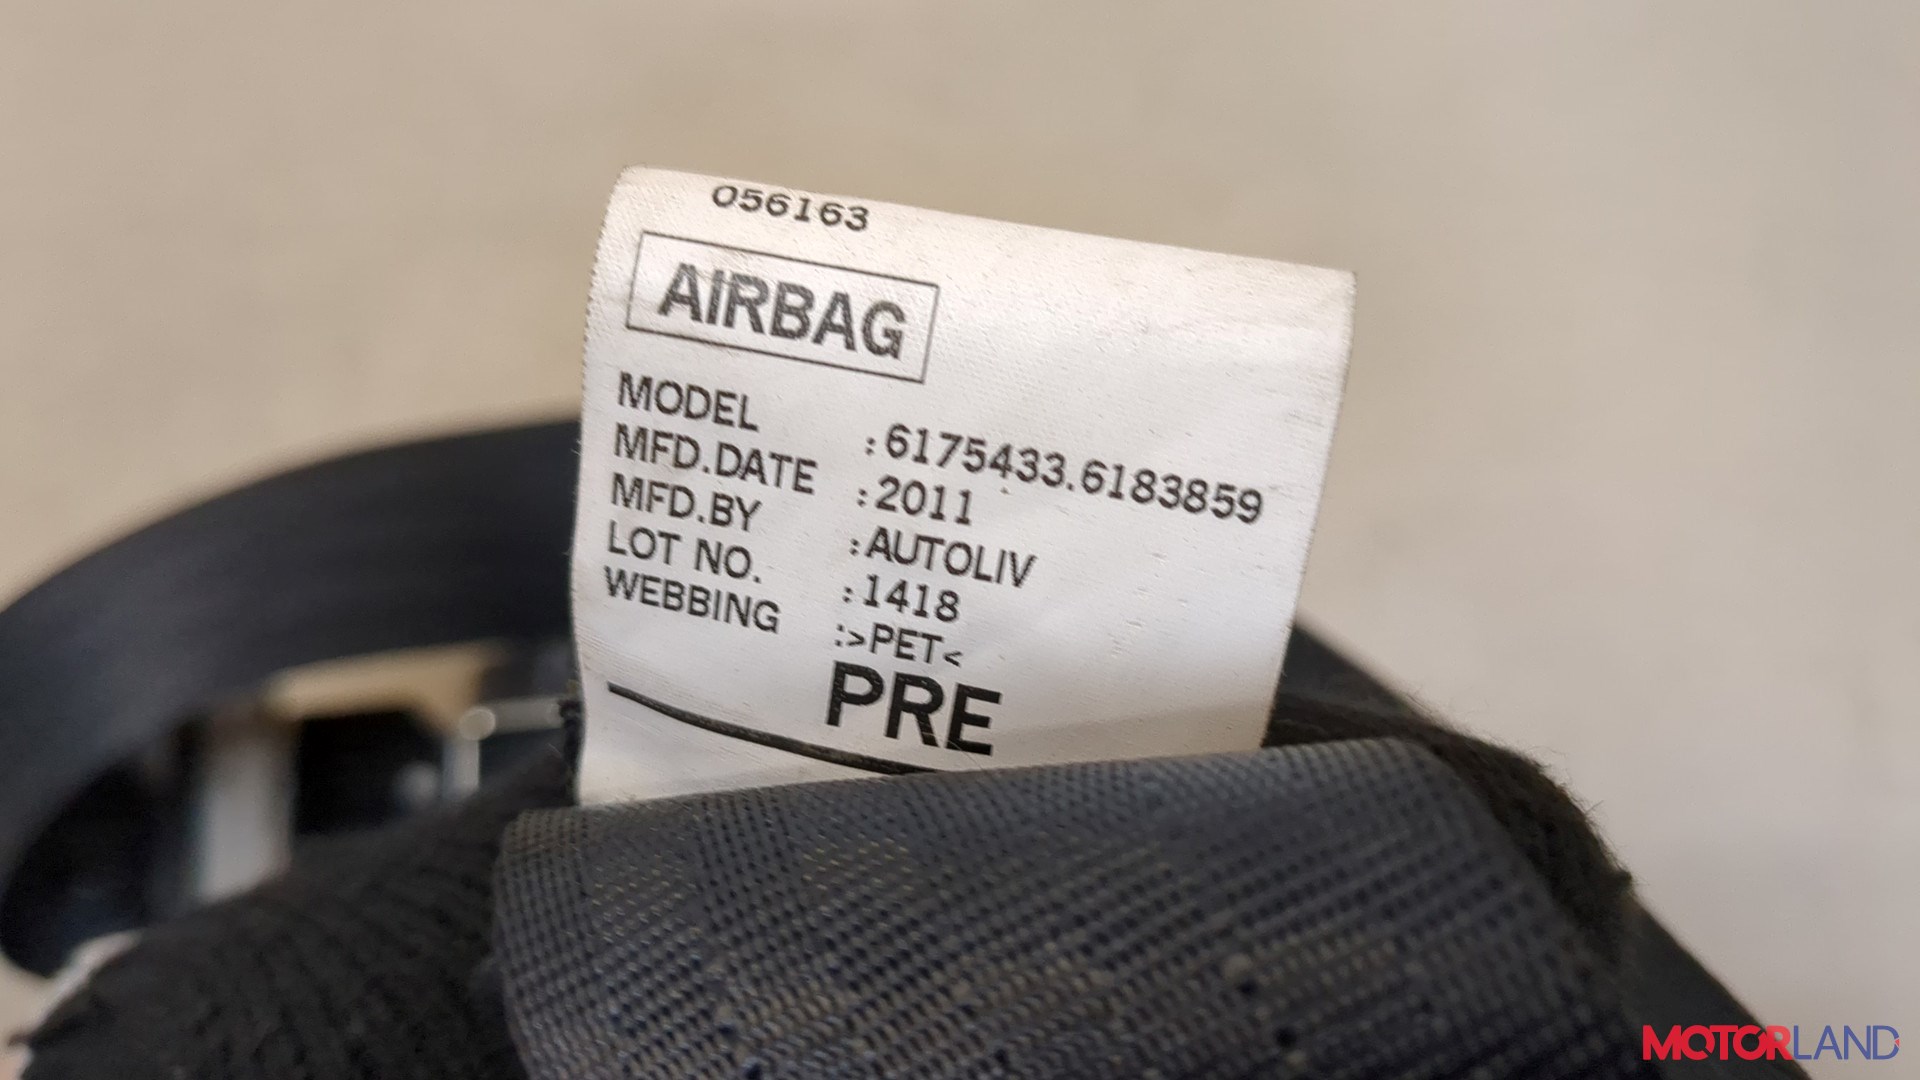 056163
AIRBAG
MODEL :6175433.6183859
MFD.DATE :2011
MFD.BY :AUTOLIV
LOT NO. :1418
WEBBING :>PET<
PRE
MOTORLAND